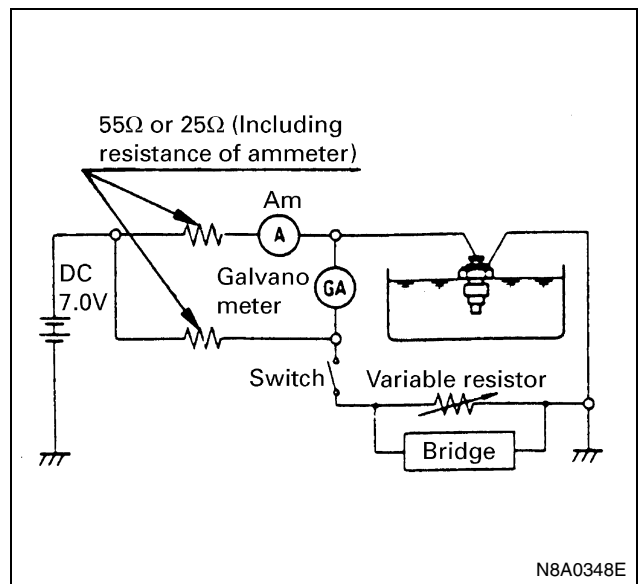 55Ω or 25Ω (Including
resistance of ammeter)
Am
A
DC
7.0V
Galvano
meter
GA
Switch
Variable resistor
Bridge
N8A0348E